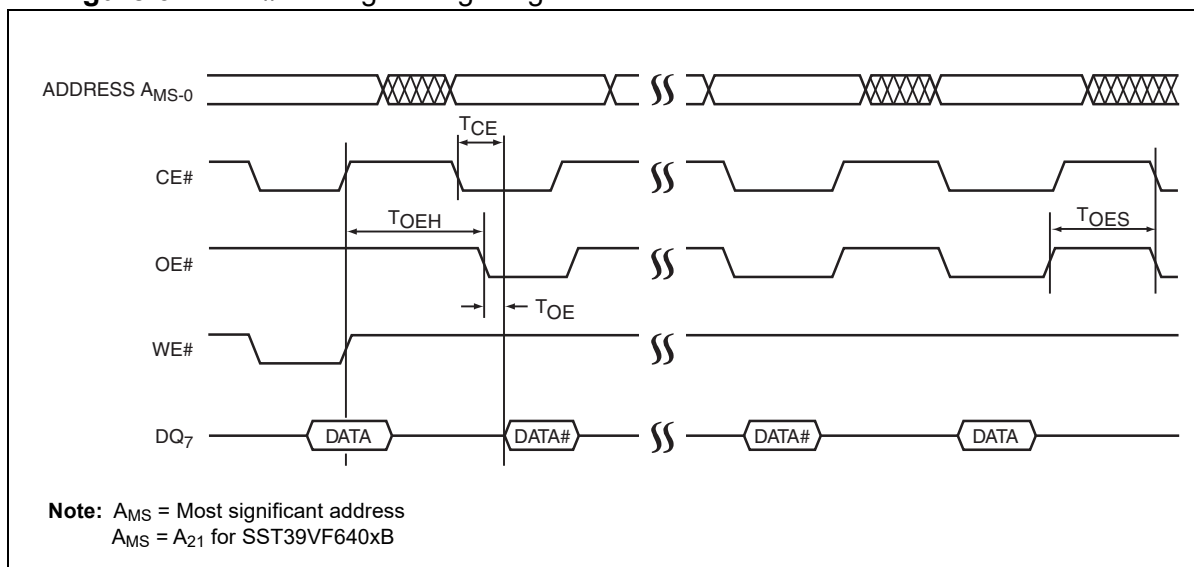 ADDRESS AMS-0
TCE
CE#
TOEH
TOES
OE#
TOE
WE#
DQ7
DATA
DATA#
DATA#
DATA
Note: AMS = Most significant address
AMS = A21 for SST39VF640xB